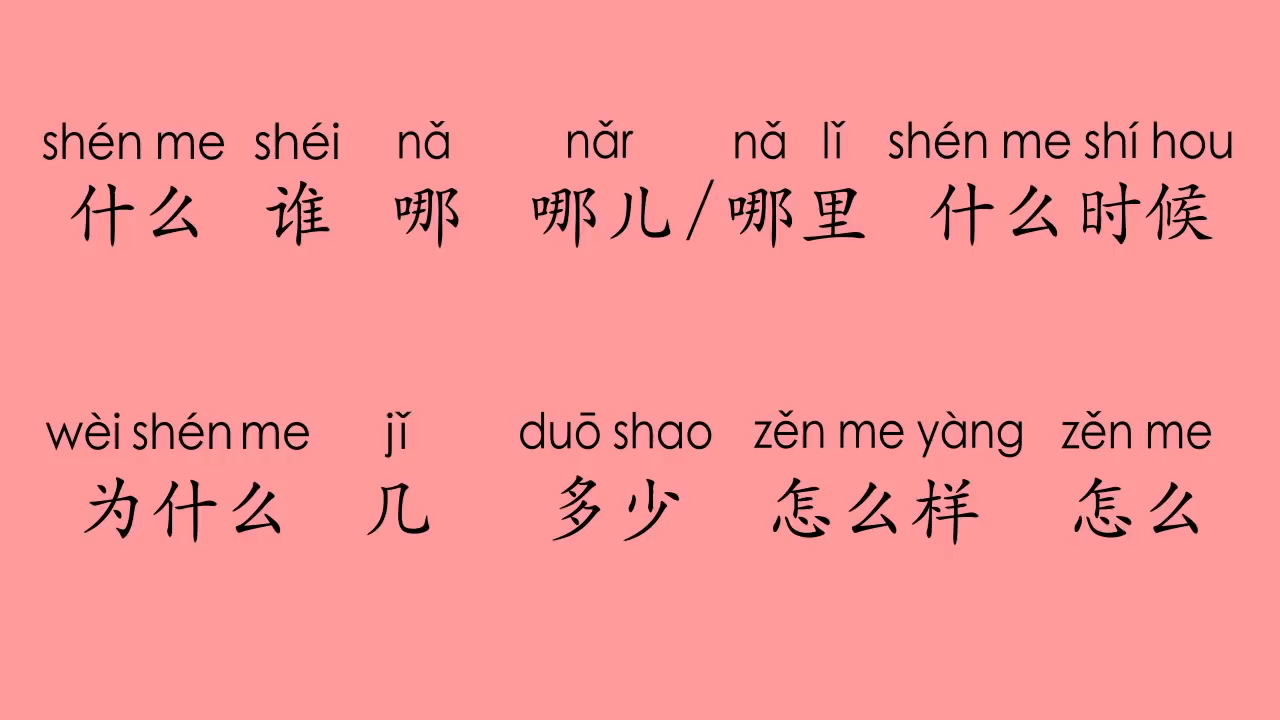 shén me shéi nǎ nǎr nǎ lǐ shén me shí hou
什么 谁 哪 哪儿/哪里 什么时候
wèi shén me jǐ duō shao zěn me yàng zěn me
为什么 几 多少 怎么样 怎么